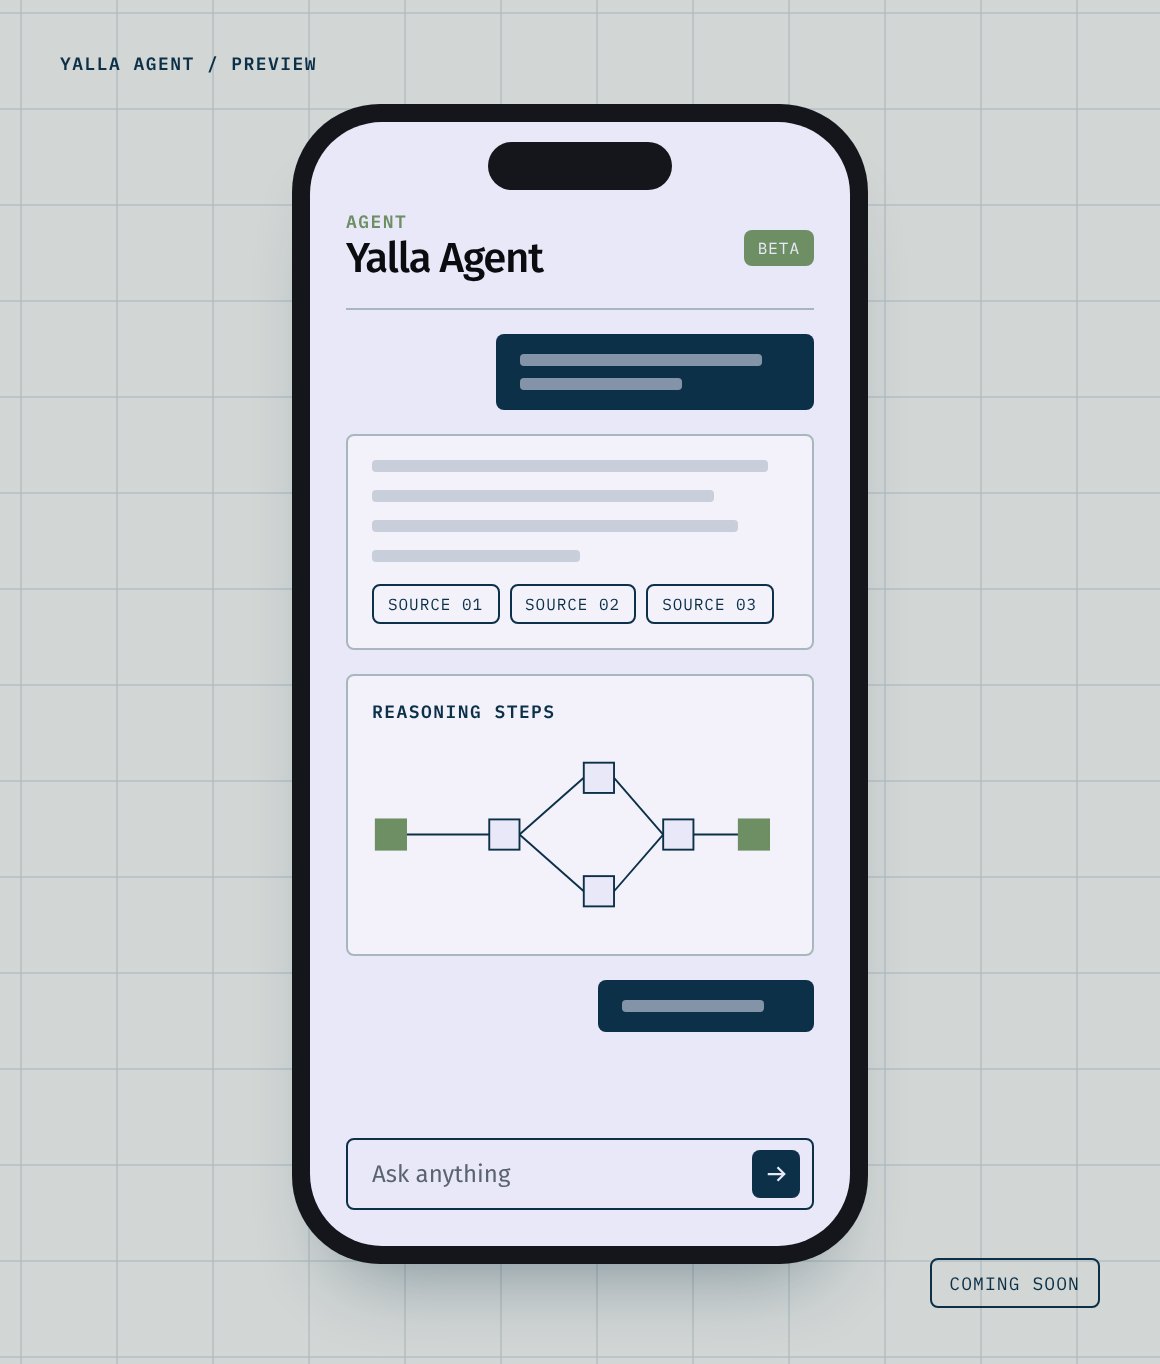 YALLA AGENT / PREVIEW
AGENT
Yalla Agent
BETA
SOURCE 01
SOURCE 02
SOURCE 03
REASONING STEPS
Ask anything
COMING SOON